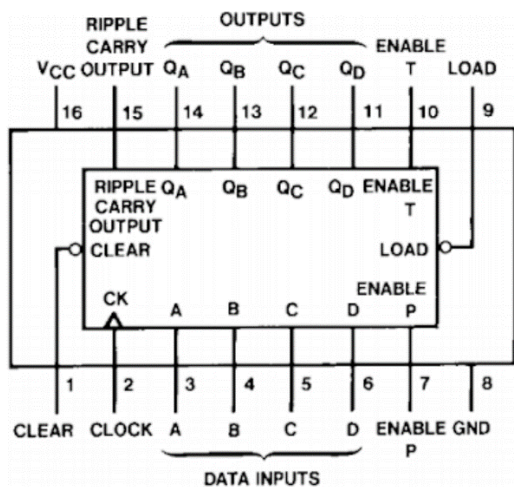 OUTPUTS
RIPPLE
CARRY
OUTPUT
VCC
QA
QB
QC
QD
ENABLE
T
LOAD
16
15
14
13
12
11
10
9
RIPPLE
CARRY
OUTPUT
QA
QB
QC
QD
ENABLE
T
CLEAR
LOAD
ENABLE
P
CK
A
B
C
D
1
2
3
4
5
6
7
8
CLEAR
CLOCK
A
B
C
D
ENABLE
P
GND
DATA INPUTS